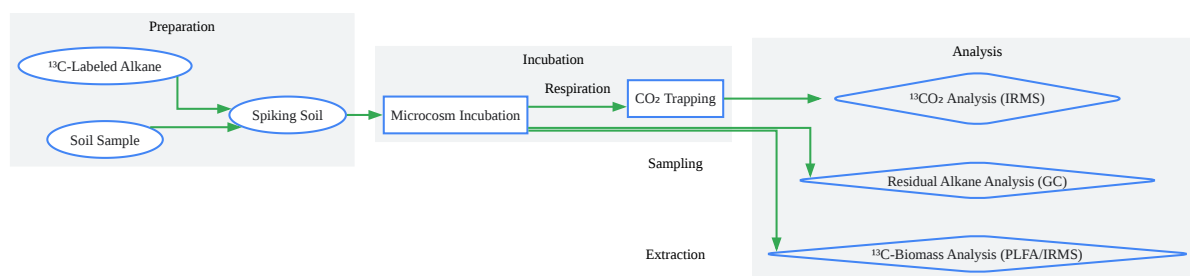 Preparation
¹³C-Labeled Alkane
Soil Sample
Spiking Soil
Incubation
Microcosm Incubation
Respiration
CO₂ Trapping
Sampling
Extraction
Analysis
¹³CO₂ Analysis (IRMS)
Residual Alkane Analysis (GC)
¹³C-Biomass Analysis (PLFA/IRMS)